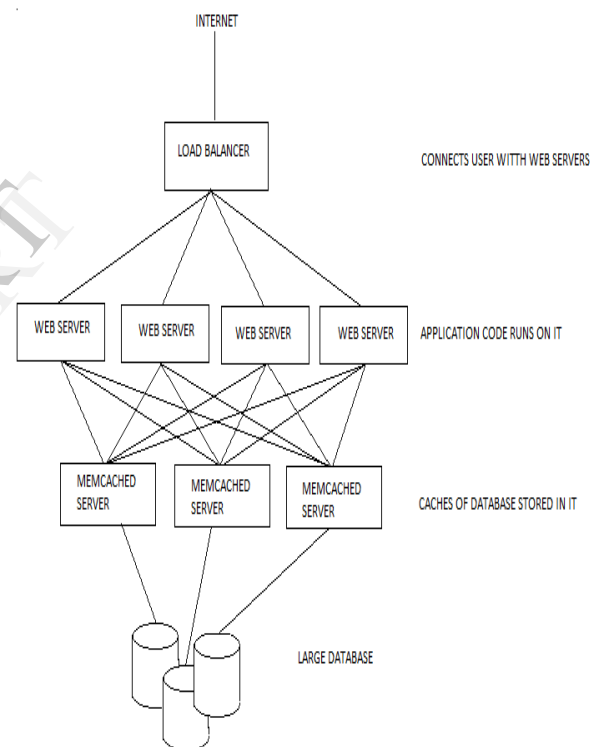 INTERNET
LOAD BALANCER
CONNECTS USER WITTH WEB SERVERS
WEB SERVER
WEB SERVER
WEB SERVER
WEB SERVER
APPLICATION CODE RUNS ON IT
MEMCACHED
SERVER
MEMCACHED
SERVER
MEMCACHED
SERVER
CACHES OF DATABASE STORED IN IT
LARGE DATABASE